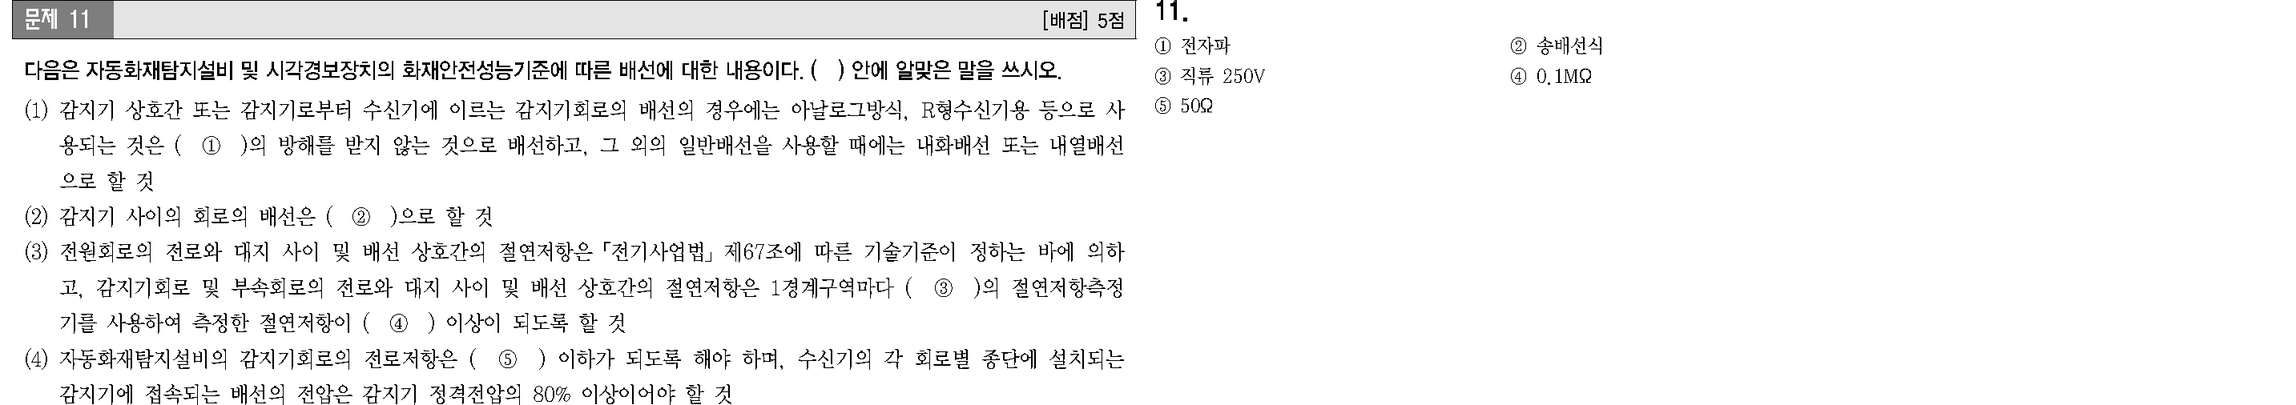 문제 11 [배점] 5점
다음은 자동화재탐지설비 및 시각경보장치의 화재안전성능기준에 따른 배선에 대한 내용이다. (   ) 안에 알맞은 말을 쓰시오.
(1) 감지기 상호간 또는 감지기로부터 수신기에 이르는 감지기회로의 배선의 경우에는 아날로그방식, R형수신기용 등으로 사
용되는 것은 ( ① )의 방해를 받지 않는 것으로 배선하고, 그 외의 일반배선을 사용할 때에는 내화배선 또는 내열배선
으로 할 것
(2) 감지기 사이의 회로의 배선은 ( ② )으로 할 것
(3) 전원회로의 전로와 대지 사이 및 배선 상호간의 절연저항은 「전기사업법」 제67조에 따른 기술기준이 정하는 바에 의하
고, 감지기회로 및 부속회로의 전로와 대지 사이 및 배선 상호간의 절연저항은 1경계구역마다 ( ③ )의 절연저항측정
기를 사용하여 측정한 절연저항이 ( ④ ) 이상이 되도록 할 것
(4) 자동화재탐지설비의 감지기회로의 전로저항은 ( ⑤ ) 이하가 되도록 해야 하며, 수신기의 각 회로별 종단에 설치되는
감지기에 접속되는 배선의 전압은 감지기 정격전압의 80% 이상이어야 할 것
11.
① 전자파 ② 송배선식
③ 직류 250V ④ 0.1MΩ
⑤ 50Ω